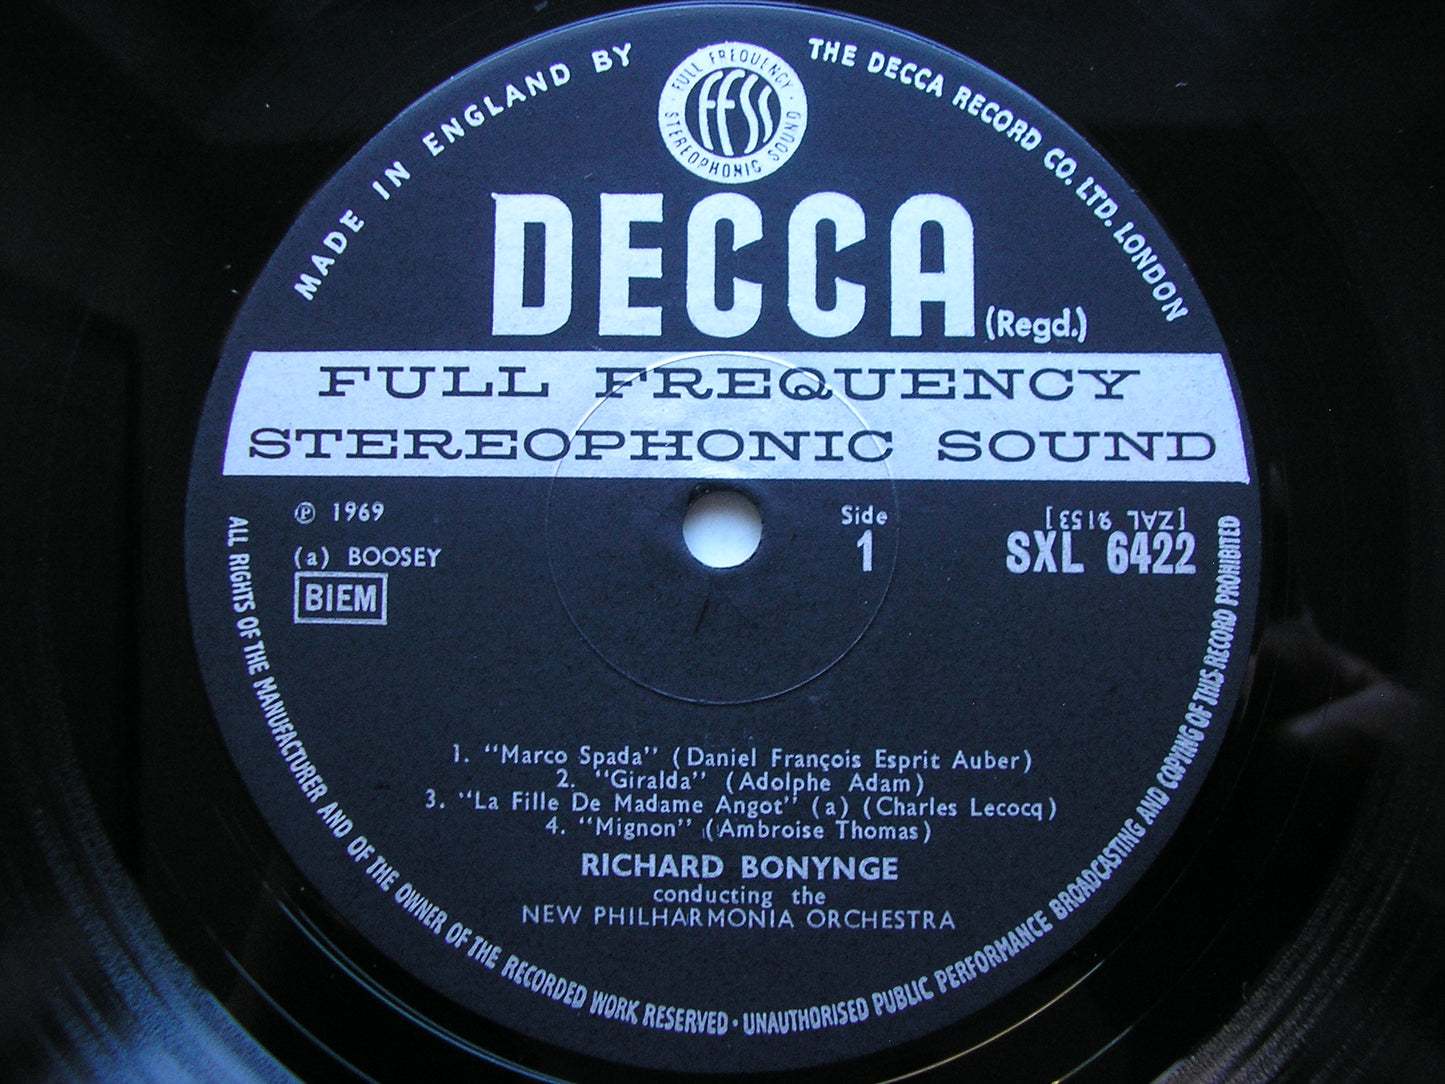 MADE IN ENGLAND BY
THE DECCA RECORD CO. LTD. LONDON
FULL FREQUENCY
ffss
STEREOPHONIC SOUND
DECCA
(Regd.)
FULL FREQUENCY
STEREOPHONIC SOUND
℗ 1969
(a) BOOSEY
BIEM
Side
1
[ZAL 9153]
SXL 6422
1. "Marco Spada" (Daniel François Esprit Auber)
2. "Giralda" (Adolphe Adam)
3. "La Fille De Madame Angot" (a) (Charles Lecocq)
4. "Mignon" (Ambroise Thomas)
RICHARD BONYNGE
conducting the
NEW PHILHARMONIA ORCHESTRA
ALL RIGHTS OF THE MANUFACTURER AND OF THE OWNER OF THE RECORDED WORK RESERVED · UNAUTHORISED PUBLIC PERFORMANCE BROADCASTING AND COPYING OF THIS RECORD PROHIBITED